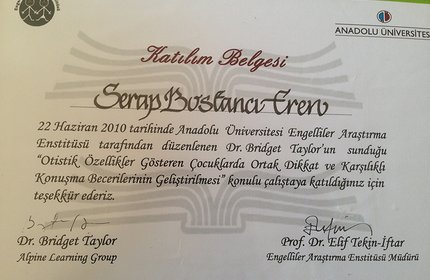 ANADOLU ÜNİVERSİTESİ
Katılım Belgesi
Serap Bostancı Eren
22 Haziran 2010 tarihinde Anadolu Universitesi Engelliler Araştırma
Enstitüsü tarafından düzenlenen Dr. Bridget Taylor'un sunduğu
"Otistik Özellikler Gösteren Çocuklarda Ortak Dikkat ve Karşılıklı
Konuşma Becerilerinin Geliştirilmesi" konulu çalıştaya katıldığınız için
teşekkür ederiz.
Dr. Bridget Taylor
Alpine Learning Group
Prof. Dr. Elif Tekin-İftar
Engelliler Araştırma Enstitüsü Müdürü